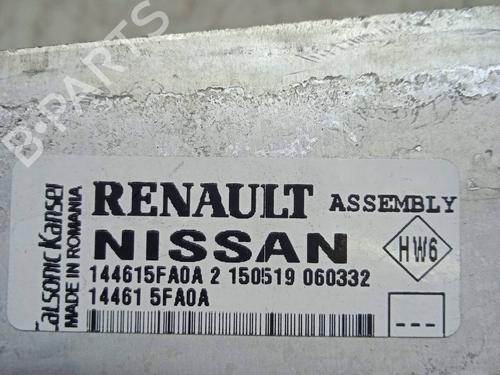 B-PARTS
Calsonic Kansei
MADE IN ROMANIA
RENAULT ASSEMBLY
NISSAN
HW6
144615FA0A 2 150519 060332
14461 5FA0A
---